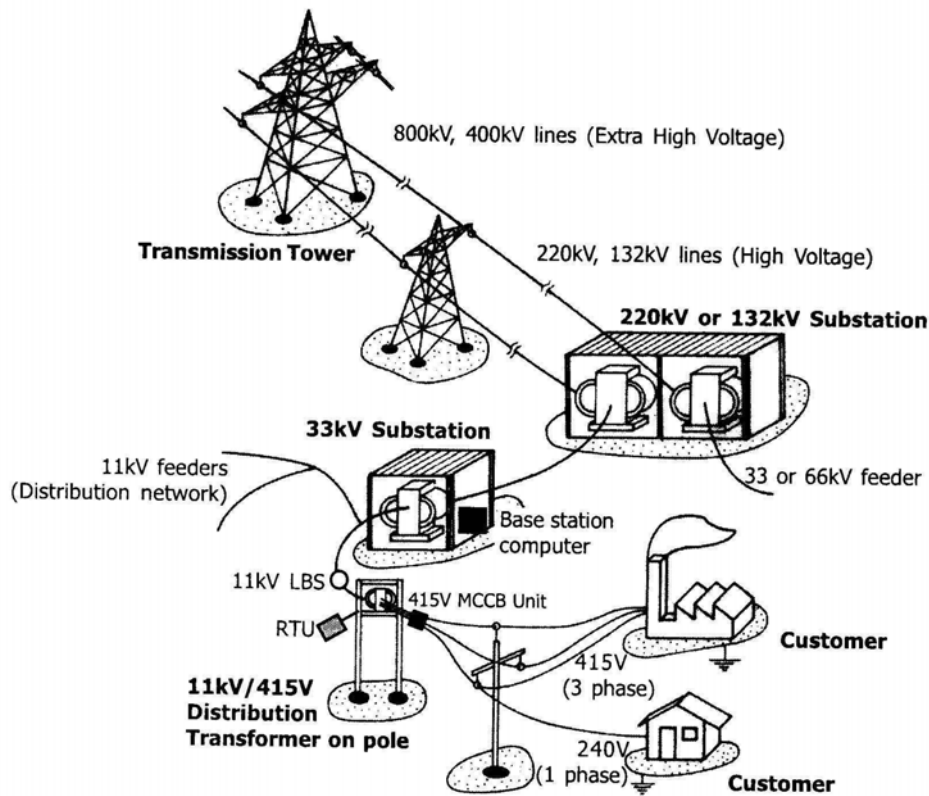 800kV, 400kV lines (Extra High Voltage)
Transmission Tower
220kV, 132kV lines (High Voltage)
220kV or 132kV Substation
33kV Substation
11kV feeders
(Distribution network)
33 or 66kV feeder
Base station
computer
11kV LBS
415V MCCB Unit
RTU
Customer
415V
(3 phase)
11kV/415V
Distribution
Transformer on pole
240V
(1 phase)
Customer